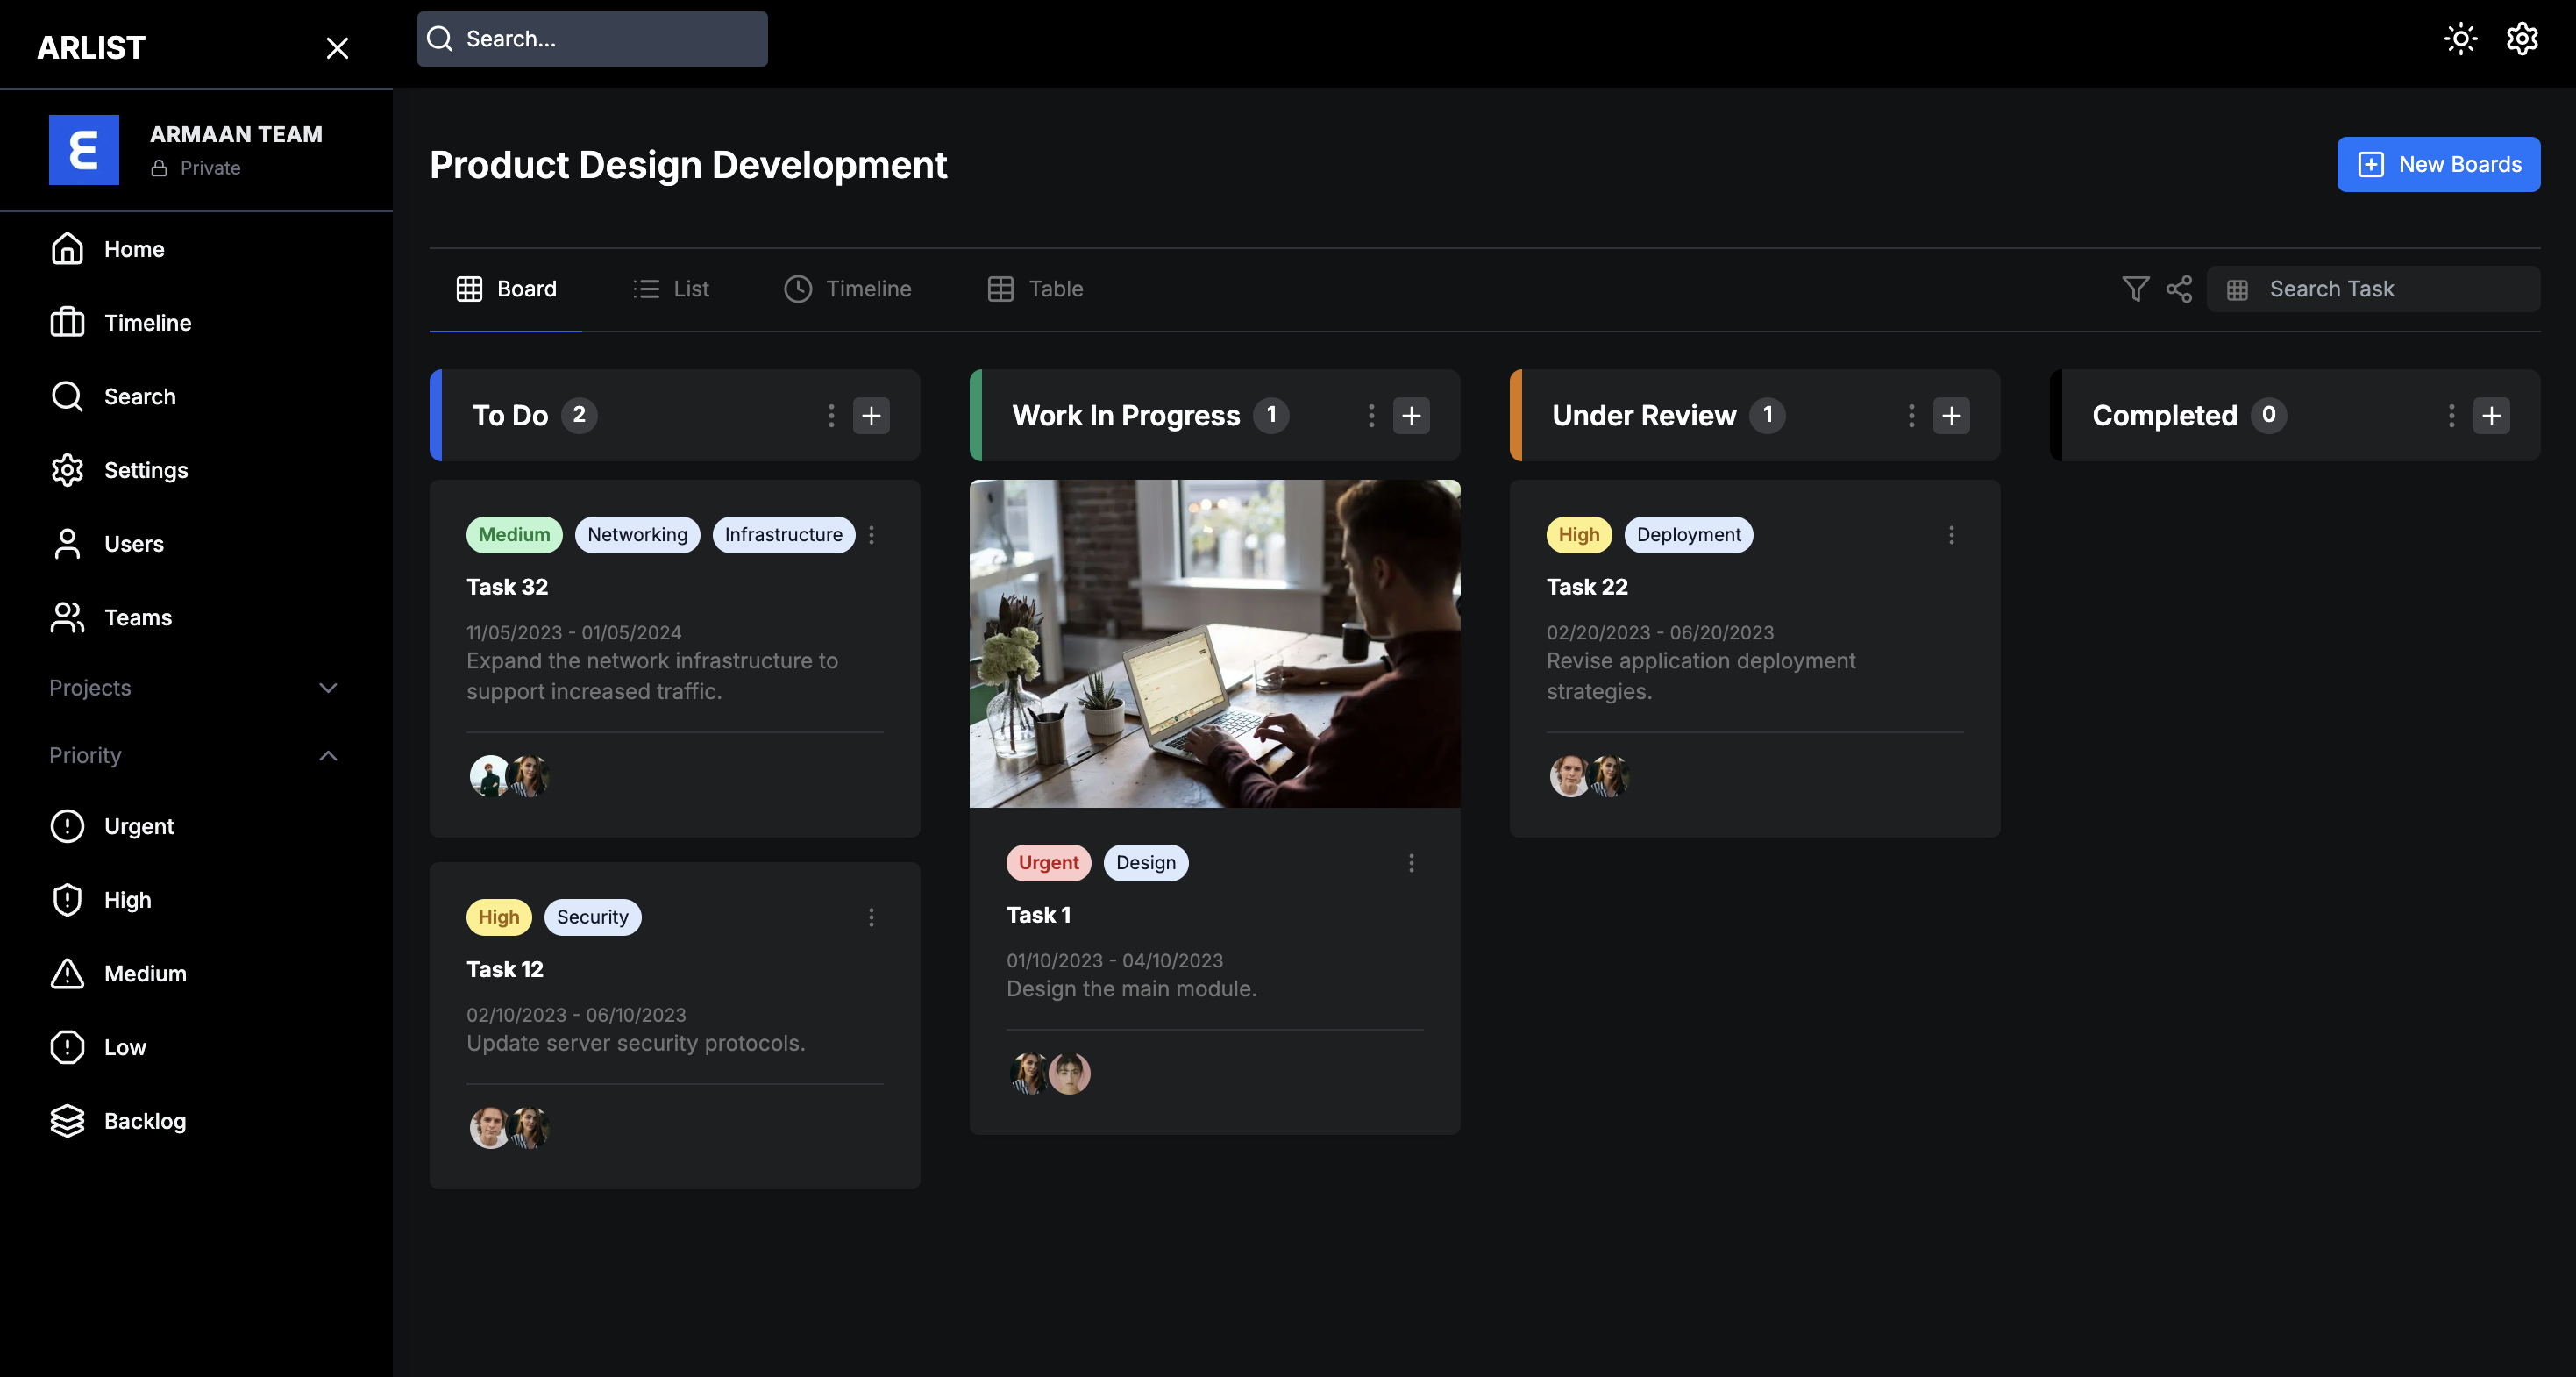 ARLIST
Search...
ARMAAN TEAM
Private
Home
Timeline
Search
Settings
Users
Teams
Projects
Priority
Urgent
High
Medium
Low
Backlog
Product Design Development
New Boards
Board
List
Timeline
Table
Search Task
To Do 2
Medium Networking Infrastructure
Task 32
11/05/2023 - 01/05/2024
Expand the network infrastructure to
support increased traffic.
High Security
Task 12
02/10/2023 - 06/10/2023
Update server security protocols.
Work In Progress 1
Urgent Design
Task 1
01/10/2023 - 04/10/2023
Design the main module.
Under Review 1
High Deployment
Task 22
02/20/2023 - 06/20/2023
Revise application deployment
strategies.
Completed 0